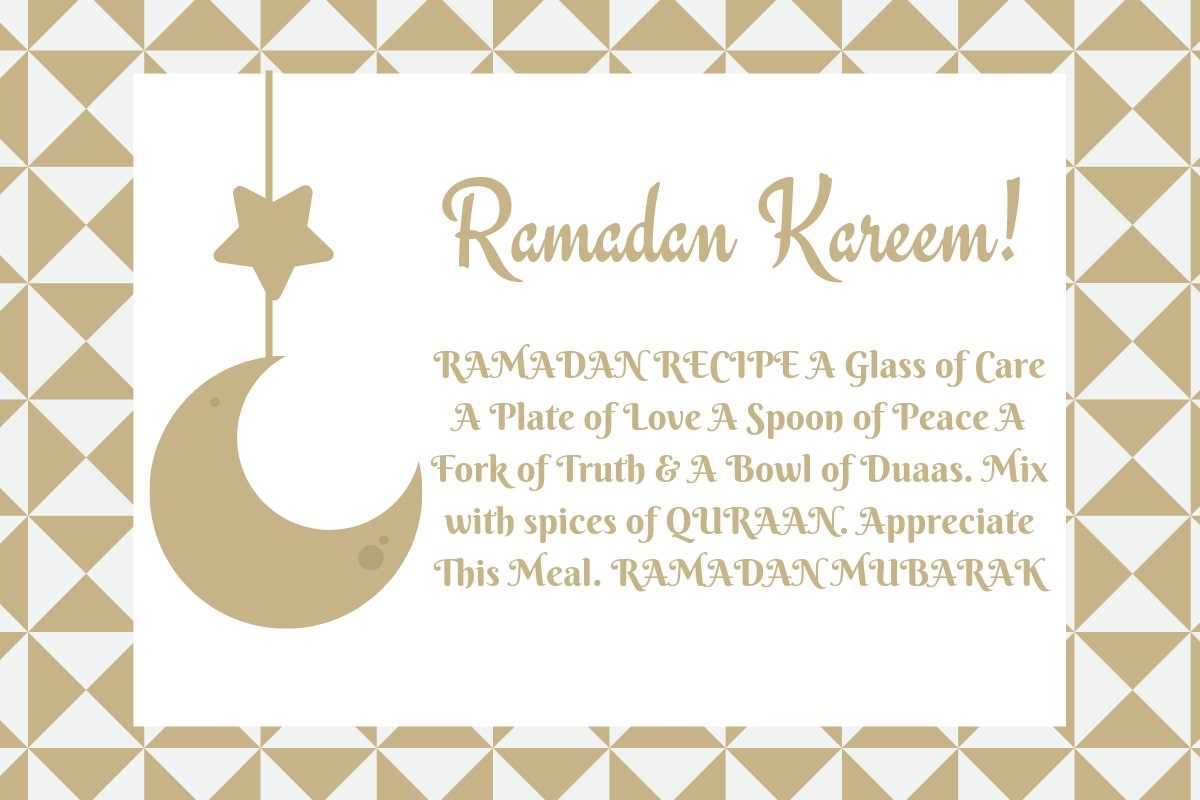 Ramadan Kareem!
RAMADAN RECIPE A Glass of Care
A Plate of Love A Spoon of Peace A
Fork of Truth & A Bowl of Duaas. Mix
with spices of QURAAN. Appreciate
This Meal. RAMADAN MUBARAK